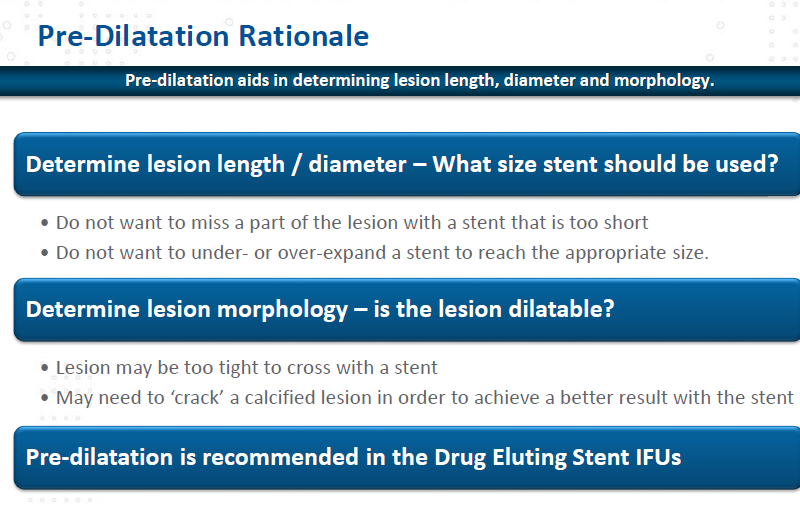 Pre-Dilatation Rationale
Pre-dilatation aids in determining lesion length, diameter and morphology.
Determine lesion length / diameter – What size stent should be used?
• Do not want to miss a part of the lesion with a stent that is too short
• Do not want to under- or over-expand a stent to reach the appropriate size.
Determine lesion morphology – is the lesion dilatable?
• Lesion may be too tight to cross with a stent
• May need to ‘crack’ a calcified lesion in order to achieve a better result with the stent
Pre-dilatation is recommended in the Drug Eluting Stent IFUs